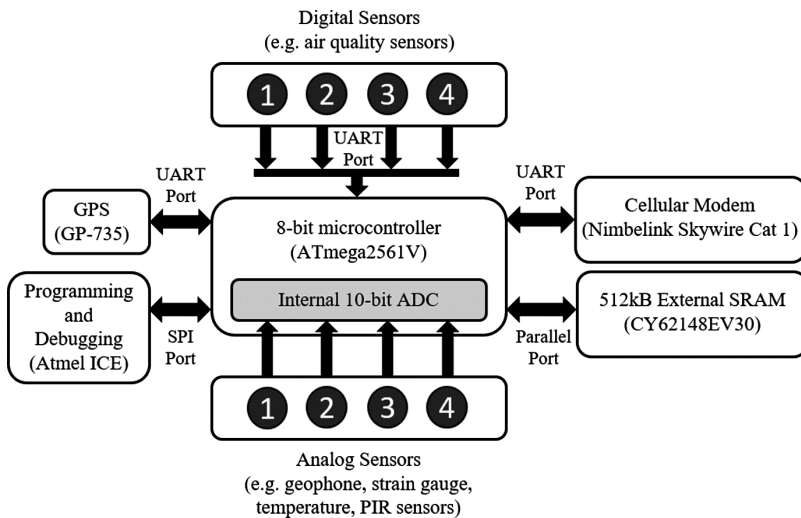 Digital Sensors
(e.g. air quality sensors)
1 2 3 4
UART
Port
UART
Port
GPS
(GP-735)
8-bit microcontroller
(ATmega2561V)
Internal 10-bit ADC
UART
Port
Cellular Modem
(Nimbelink Skywire Cat 1)
Programming
and
Debugging
(Atmel ICE)
SPI
Port
Parallel
Port
512kB External SRAM
(CY62148EV30)
1 2 3 4
Analog Sensors
(e.g. geophone, strain gauge,
temperature, PIR sensors)